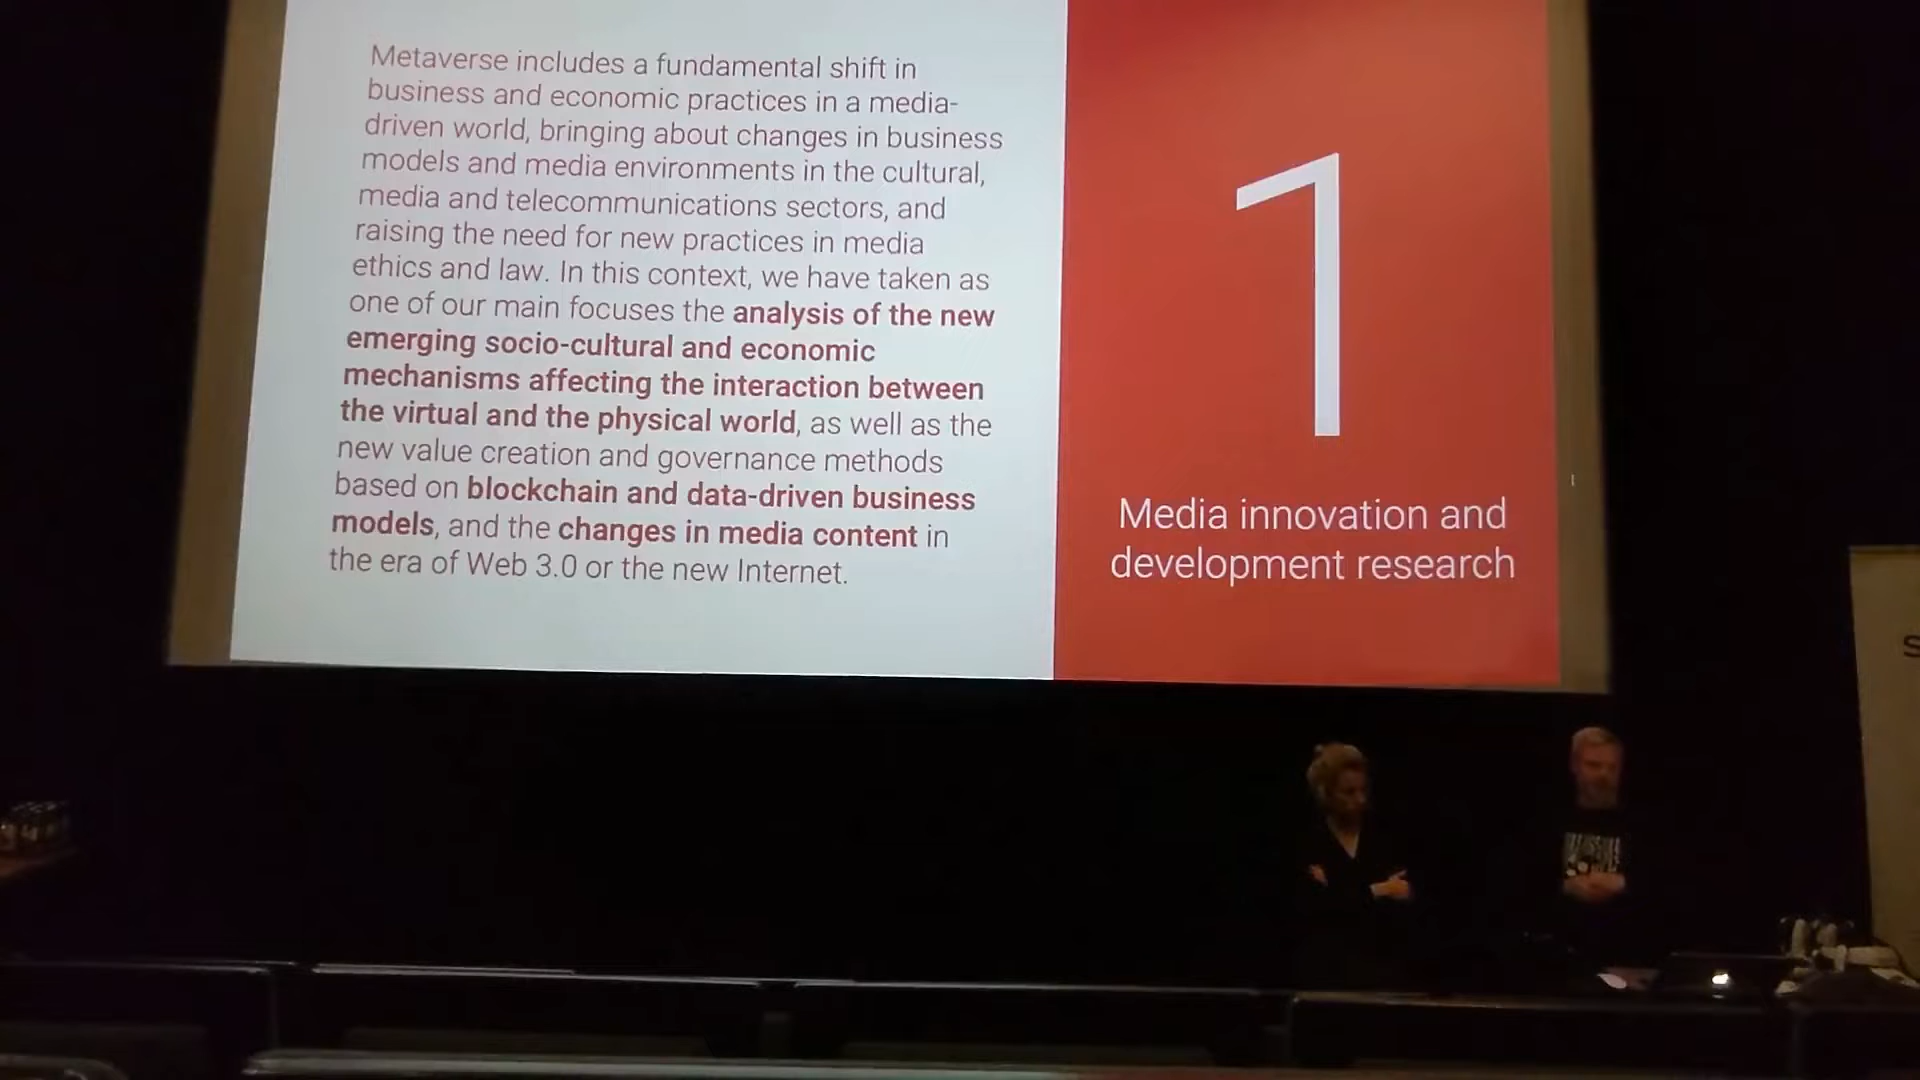 Metaverse includes a fundamental shift in
business and economic practices in a media-
driven world, bringing about changes in business
models and media environments in the cultural,
media and telecommunications sectors, and
raising the need for new practices in media
ethics and law. In this context, we have taken as
one of our main focuses the analysis of the new
emerging socio-cultural and economic
mechanisms affecting the interaction between
the virtual and the physical world, as well as the
new value creation and governance methods
based on blockchain and data-driven business
models, and the changes in media content in
the era of Web 3.0 or the new Internet.
1
Media innovation and
development research
S